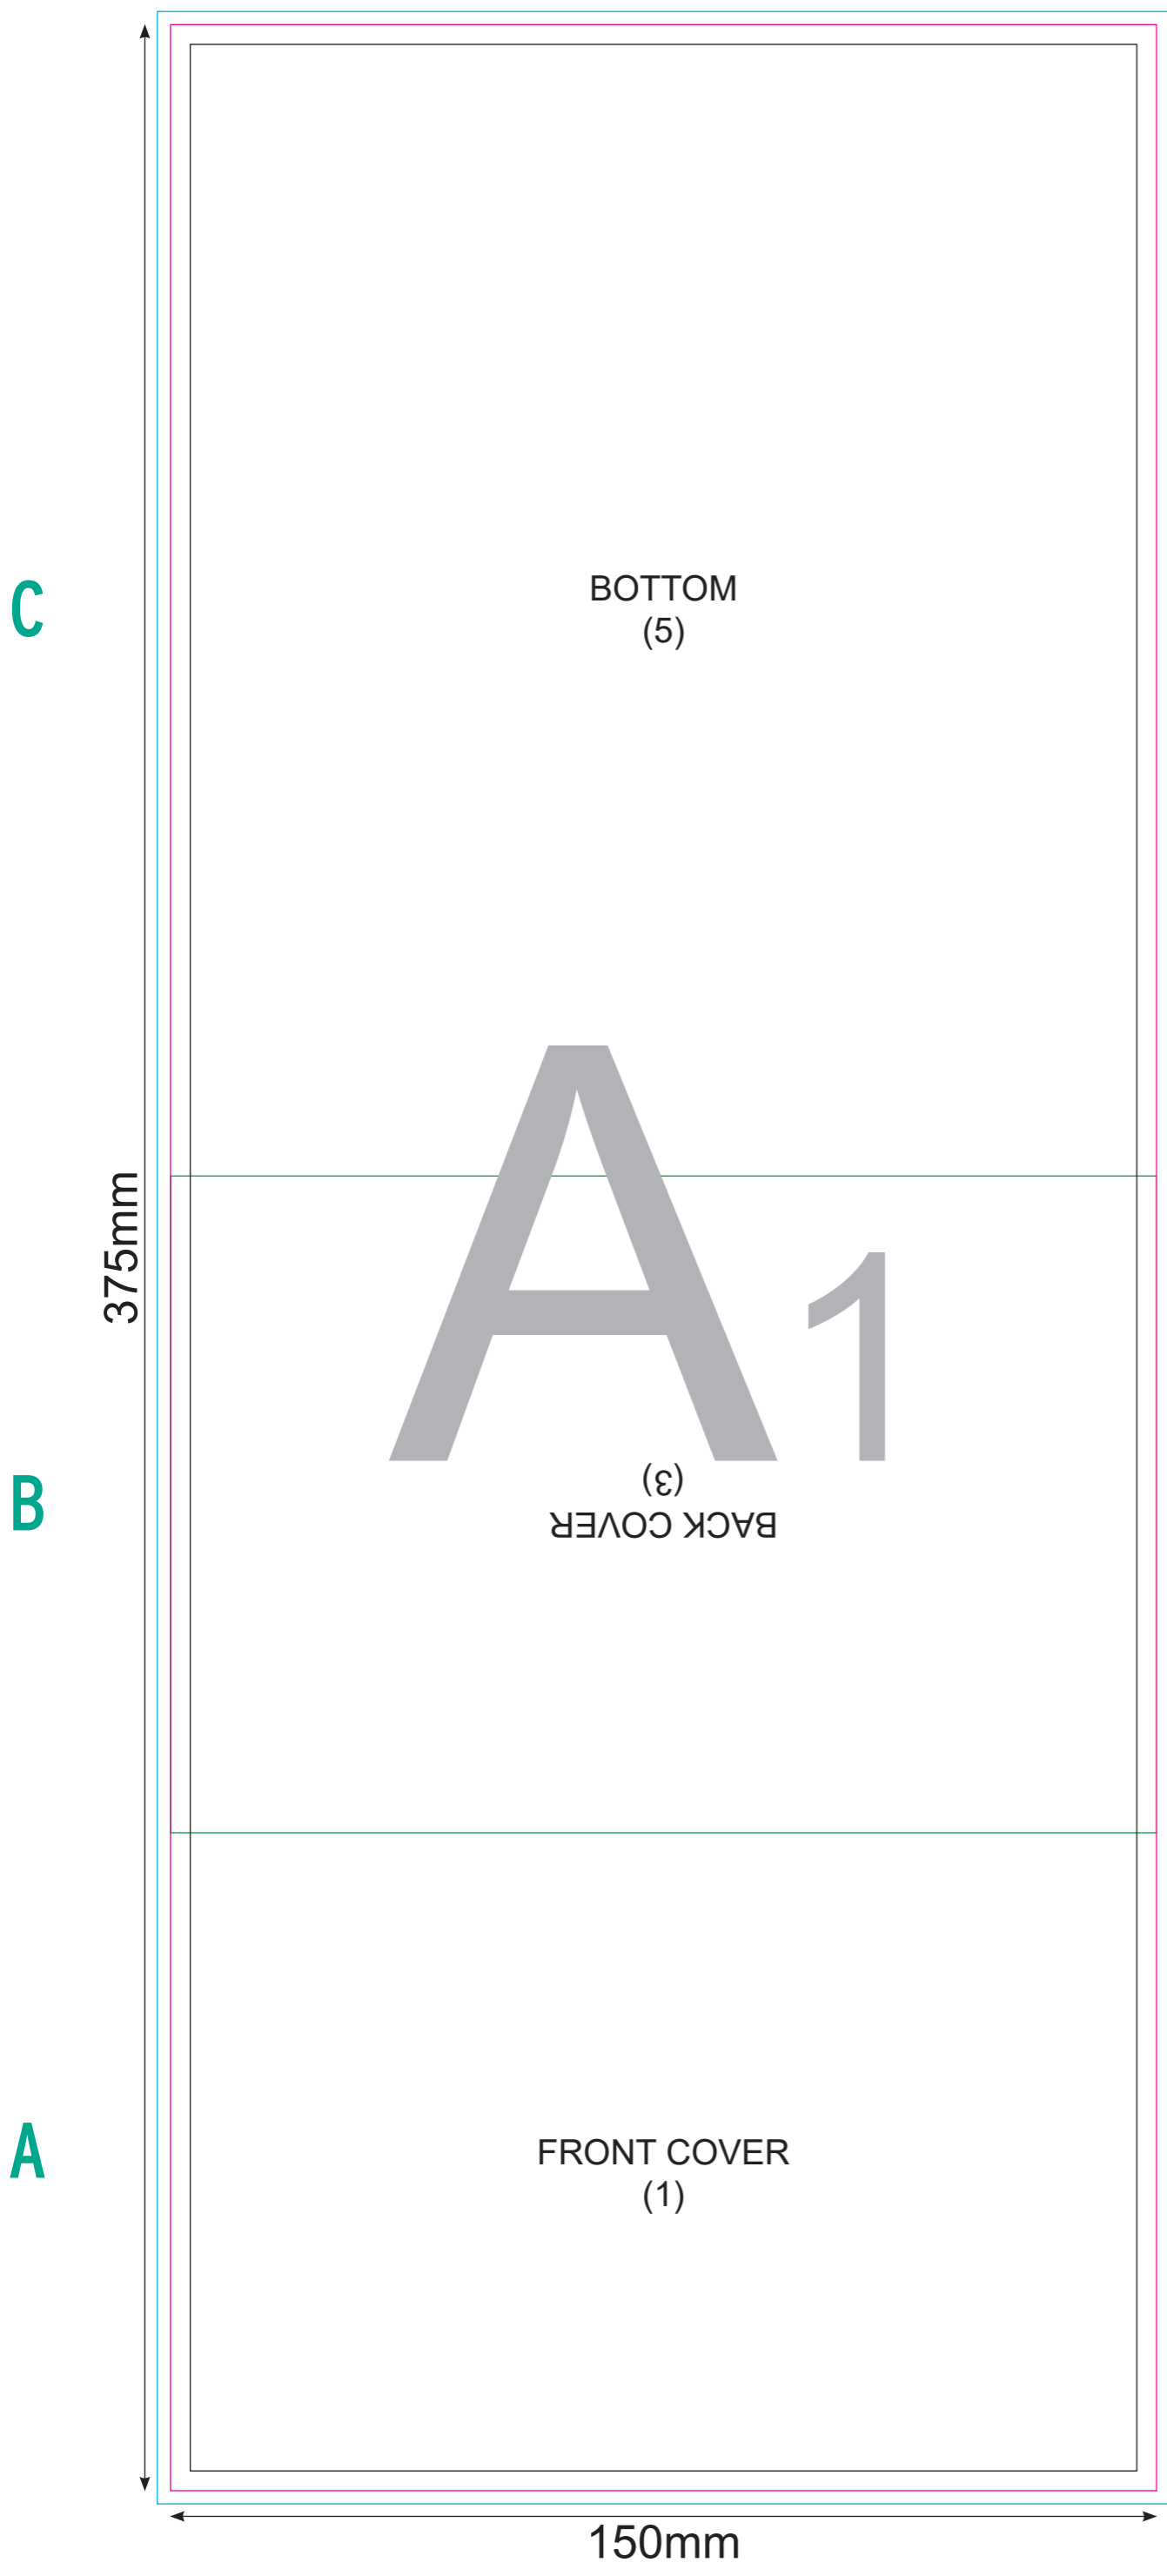 C
BOTTOM
(5)
375mm
A1
B
(3)
BACK COVER
A
FRONT COVER
(1)
150mm